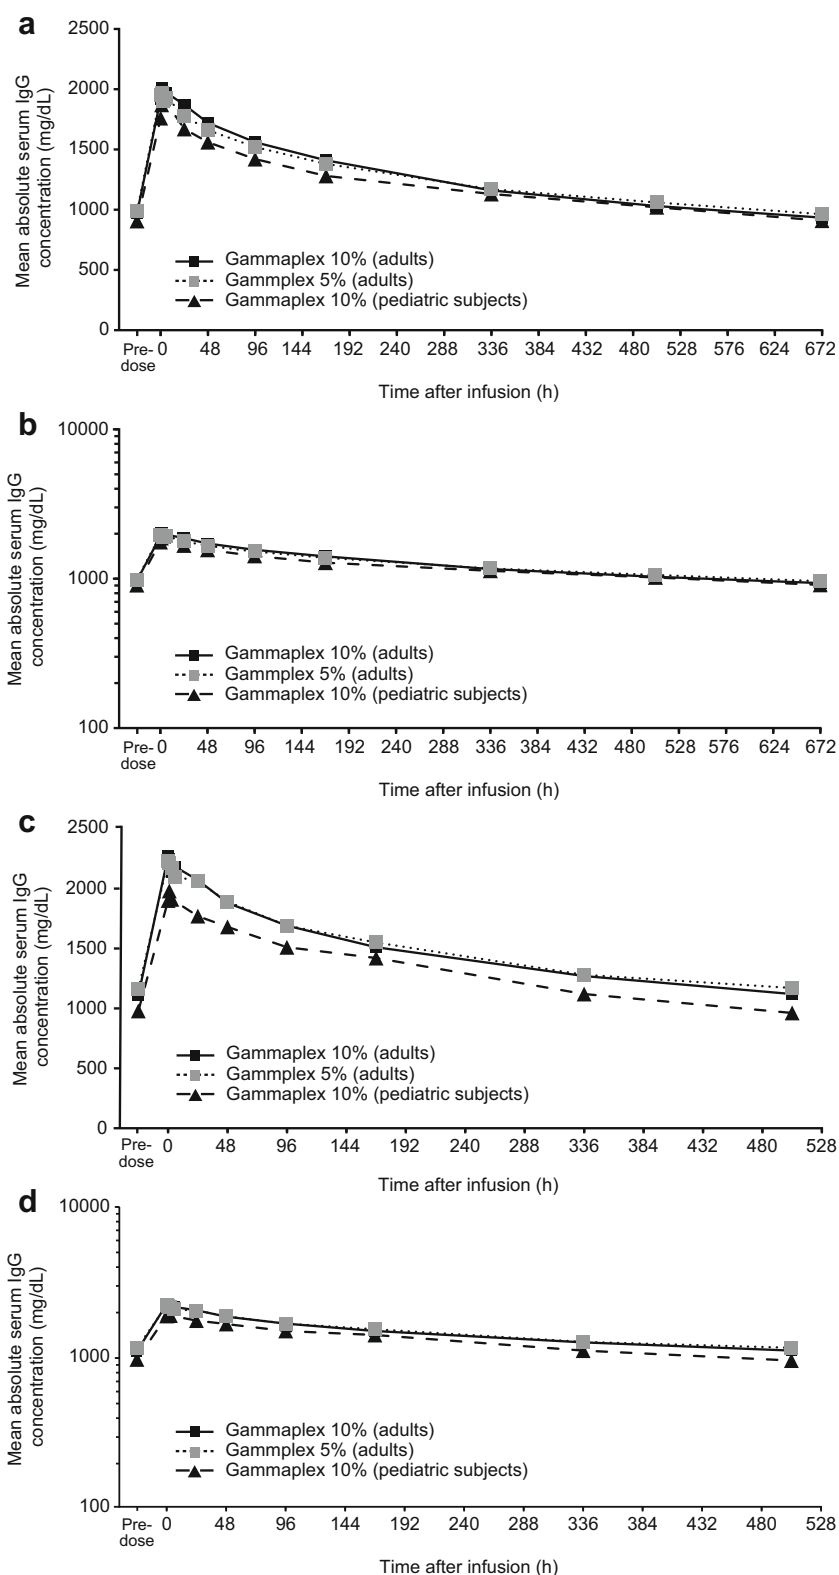 a
Mean absolute serum IgG
concentration (mg/dL)
2500
2000
1500
1000
500
0
Gammaplex 10% (adults)
Gammplex 5% (adults)
Gammaplex 10% (pediatric subjects)
Pre-
dose
0 48 96 144 192 240 288 336 384 432 480 528 576 624 672
Time after infusion (h)
b
Mean absolute serum IgG
concentration (mg/dL)
10000
1000
100
Gammaplex 10% (adults)
Gammplex 5% (adults)
Gammaplex 10% (pediatric subjects)
Pre-
dose
0 48 96 144 192 240 288 336 384 432 480 528 576 624 672
Time after infusion (h)
c
Mean absolute serum IgG
concentration (mg/dL)
2500
2000
1500
1000
500
0
Gammaplex 10% (adults)
Gammplex 5% (adults)
Gammaplex 10% (pediatric subjects)
Pre-
dose
0 48 96 144 192 240 288 336 384 432 480 528
Time after infusion (h)
d
Mean absolute serum IgG
concentration (mg/dL)
10000
1000
100
Gammaplex 10% (adults)
Gammplex 5% (adults)
Gammaplex 10% (pediatric subjects)
Pre-
dose
0 48 96 144 192 240 288 336 384 432 480 528
Time after infusion (h)